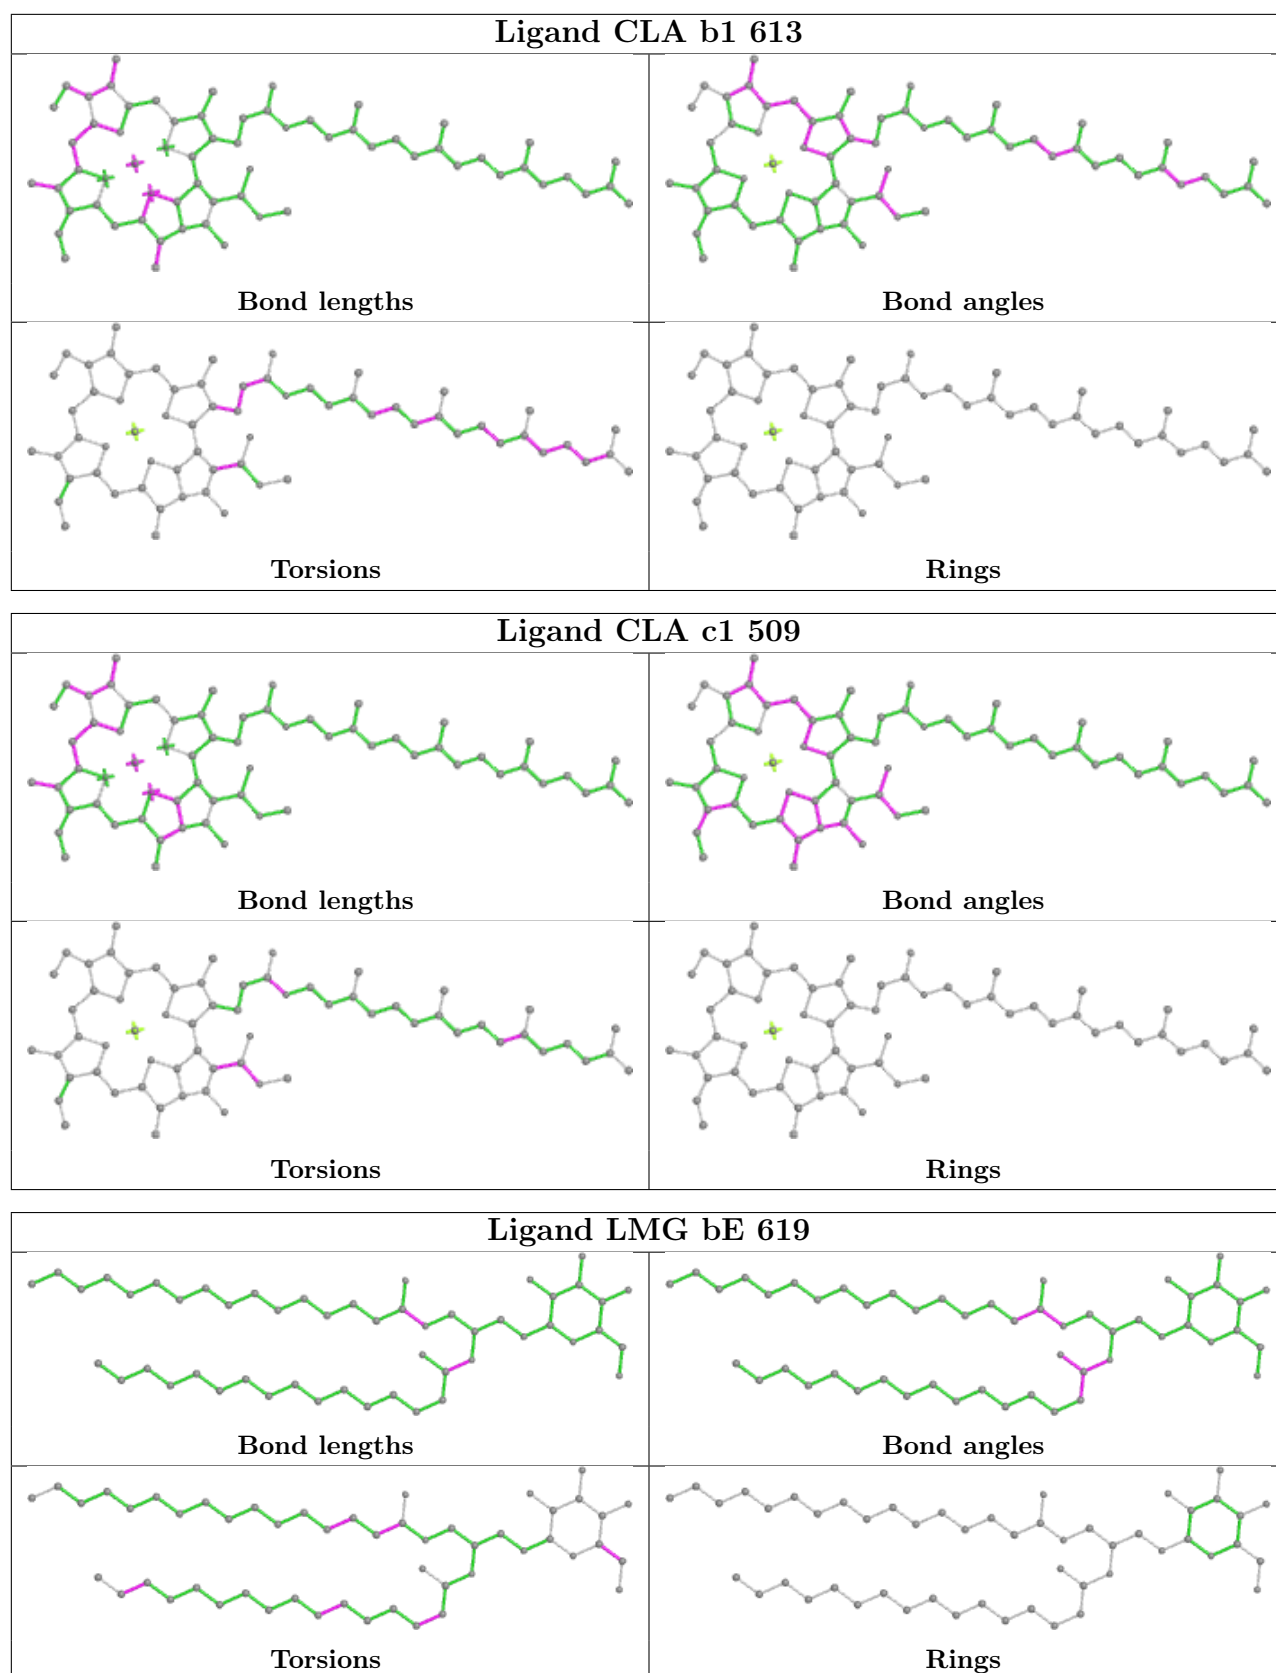 Ligand CLA b1 613
Bond lengths
Bond angles
Torsions
Rings
Ligand CLA c1 509
Bond lengths
Bond angles
Torsions
Rings
Ligand LMG bE 619
Bond lengths
Bond angles
Torsions
Rings